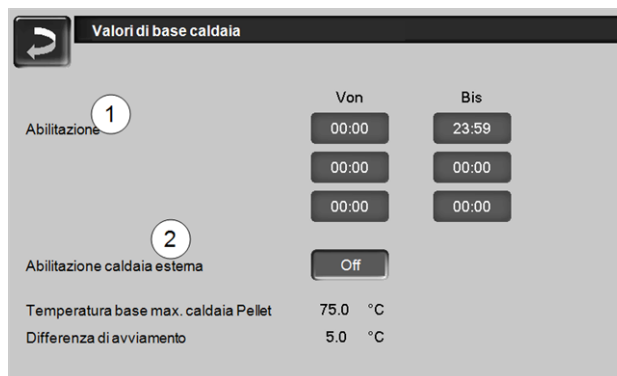 Valori di base caldaia
Von Bis
1
Abilitazione 00:00 23:59
00:00 00:00
00:00 00:00
2
Abilitazione caldaia esterna Off
Temperatura base max. caldaia Pellet 75.0 °C
Differenza di avviamento 5.0 °C